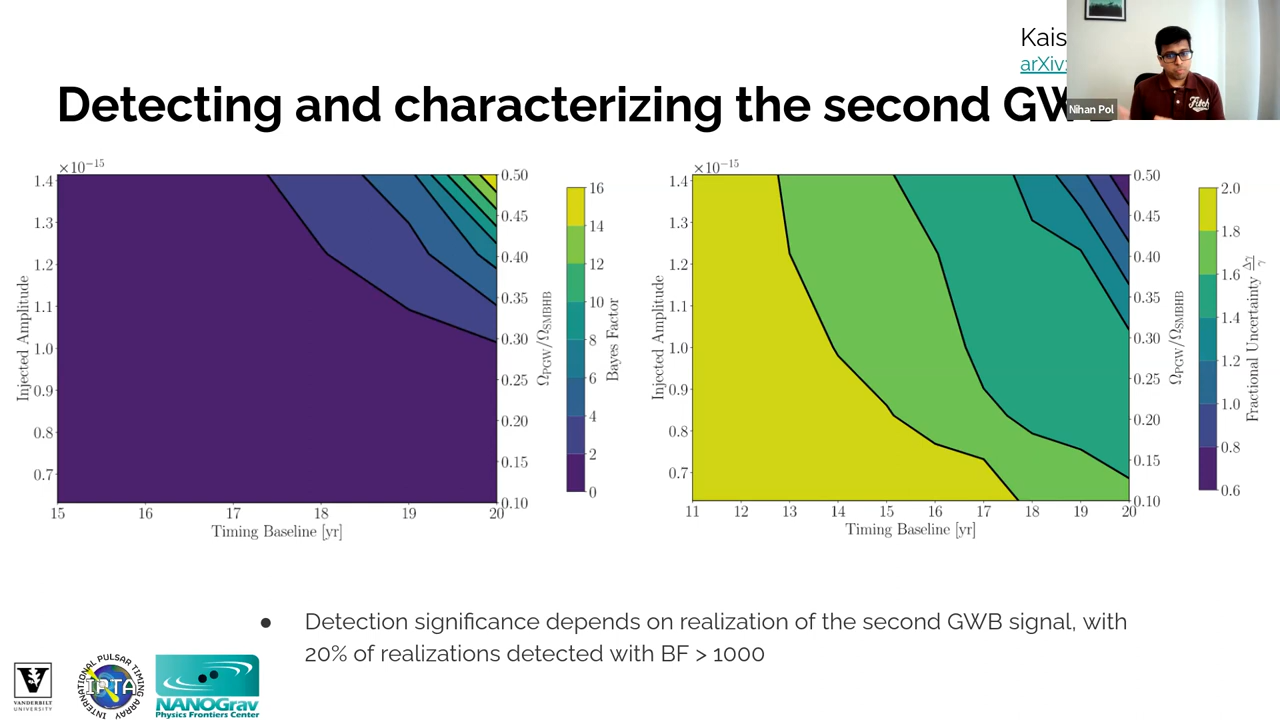 Kais
arXiv:
Detecting and characterizing the second GW
Nihan Pol
Fitch
×10⁻¹⁵
1.4
1.3
1.2
1.1
1.0
0.9
0.8
0.7
Injected Amplitude
15 16 17 18 19 20
Timing Baseline [yr]
0.50
0.45
0.40
0.35
0.30
0.25
0.20
0.15
0.10
Ω_PGW/Ω_SMBHB
16
14
12
10
8
6
4
2
0
Bayes Factor
×10⁻¹⁵
1.4
1.3
1.2
1.1
1.0
0.9
0.8
0.7
Injected Amplitude
11 12 13 14 15 16 17 18 19 20
Timing Baseline [yr]
0.50
0.45
0.40
0.35
0.30
0.25
0.20
0.15
0.10
Ω_PGW/Ω_SMBHB
2.0
1.8
1.6
1.4
1.2
1.0
0.8
0.6
Fractional Uncertainty Δγ/γ
● Detection significance depends on realization of the second GWB signal, with
20% of realizations detected with BF > 1000
V
VANDERBILT
UNIVERSITY
INTERNATIONAL PULSAR TIMING ARRAY
IPTA
NANOGrav
Physics Frontiers Center